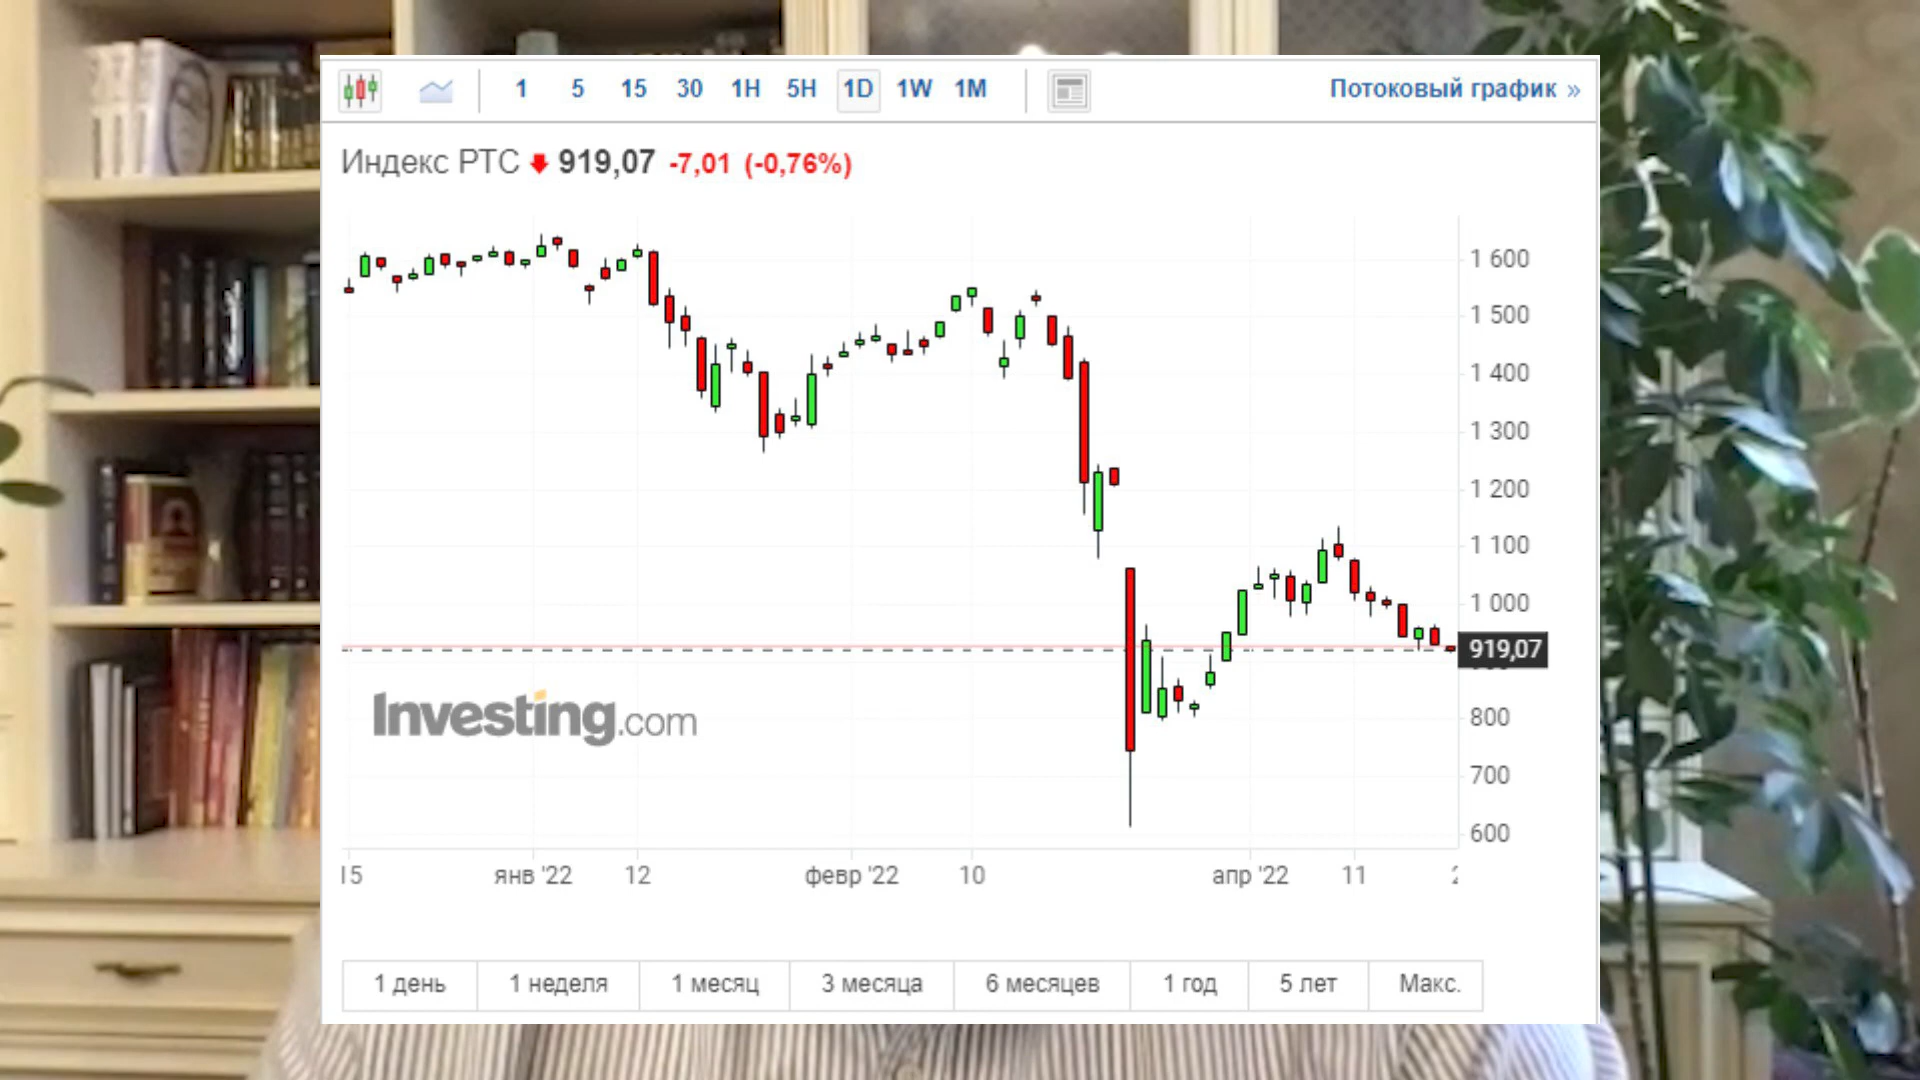 1 5 15 30 1H 5H 1D 1W 1M Потоковый график »
Индекс РТС 919,07 -7,01 (-0,76%)
1 600
1 500
1 400
1 300
1 200
1 100
1 000
919,07
800
700
600
Investing.com
15 янв '22 12 февр '22 10 апр '22 11 2
1 день 1 неделя 1 месяц 3 месяца 6 месяцев 1 год 5 лет Макс.